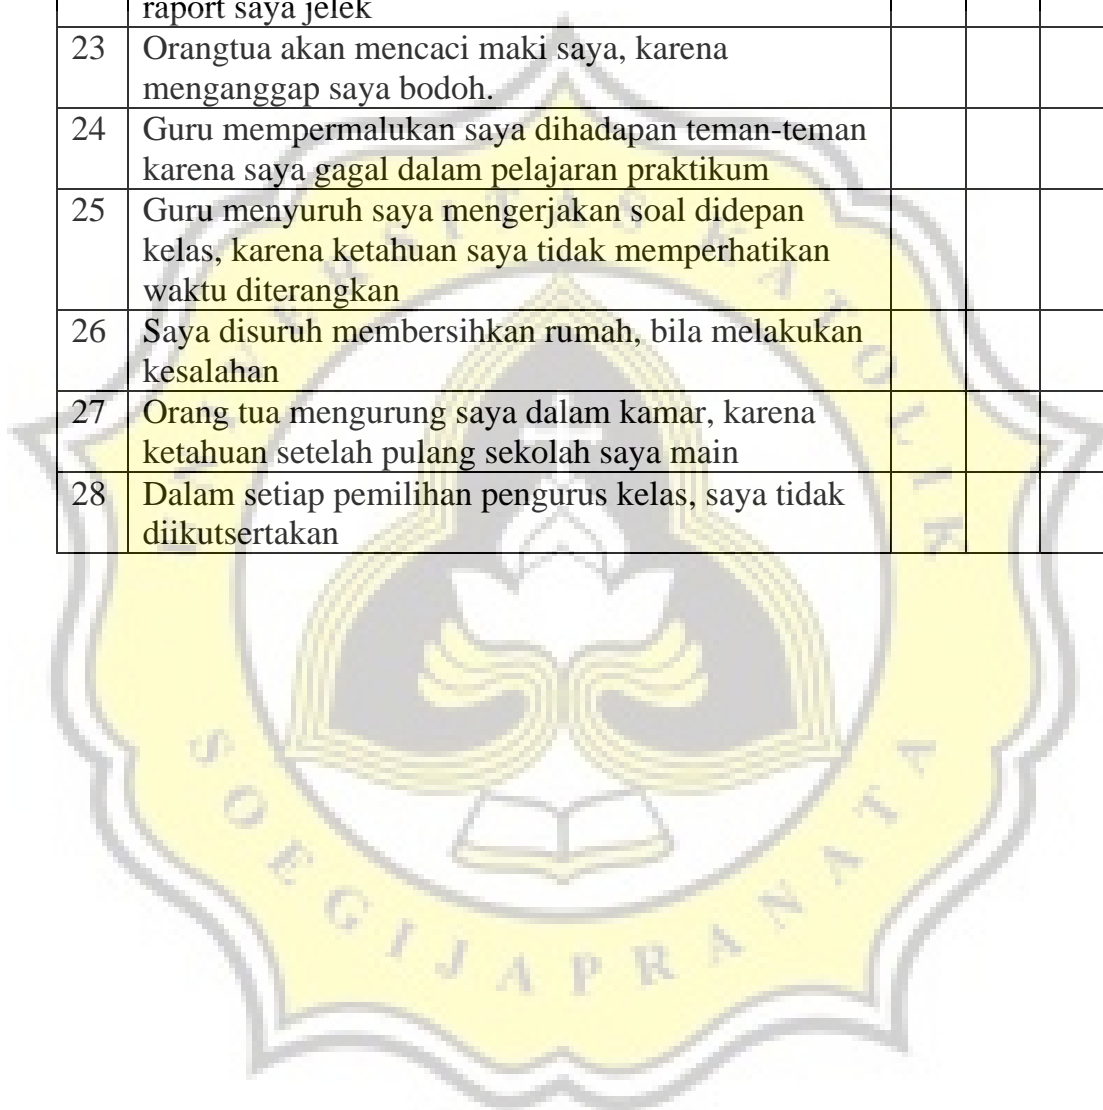 raport saya jelek
23 Orangtua akan mencaci maki saya, karena
menganggap saya bodoh.
24 Guru mempermalukan saya dihadapan teman-teman
karena saya gagal dalam pelajaran praktikum
25 Guru menyuruh saya mengerjakan soal didepan
kelas, karena ketahuan saya tidak memperhatikan
waktu diterangkan
26 Saya disuruh membersihkan rumah, bila melakukan
kesalahan
27 Orang tua mengurung saya dalam kamar, karena
ketahuan setelah pulang sekolah saya main
28 Dalam setiap pemilihan pengurus kelas, saya tidak
diikutsertakan
UNIVERSITAS KATOLIK
SOEGIJAPRANATA